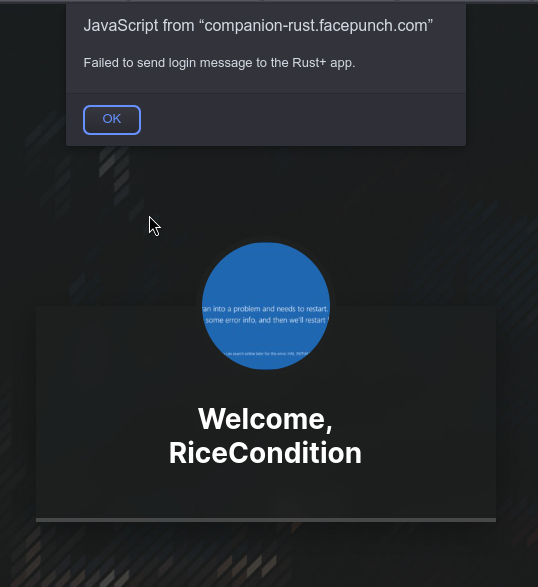 JavaScript from “companion-rust.facepunch.com”
Failed to send login message to the Rust+ app.
OK
an into a problem and needs to restart.
some error info, and then we'll restart
Welcome,
RiceCondition